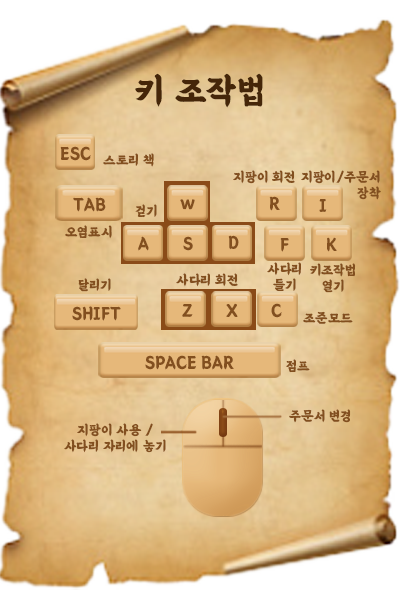 키 조작법
ESC
스토리 책
지팡이 회전
지팡이/주문서
장착
TAB
오염표시
걷기
w
R
I
A
S
D
F
K
사다리
들기
키조작법
열기
달리기
SHIFT
사다리 회전
Z
X
C
조준모드
SPACE BAR
점프
지팡이 사용 /
사다리 자리에 놓기
주문서 변경